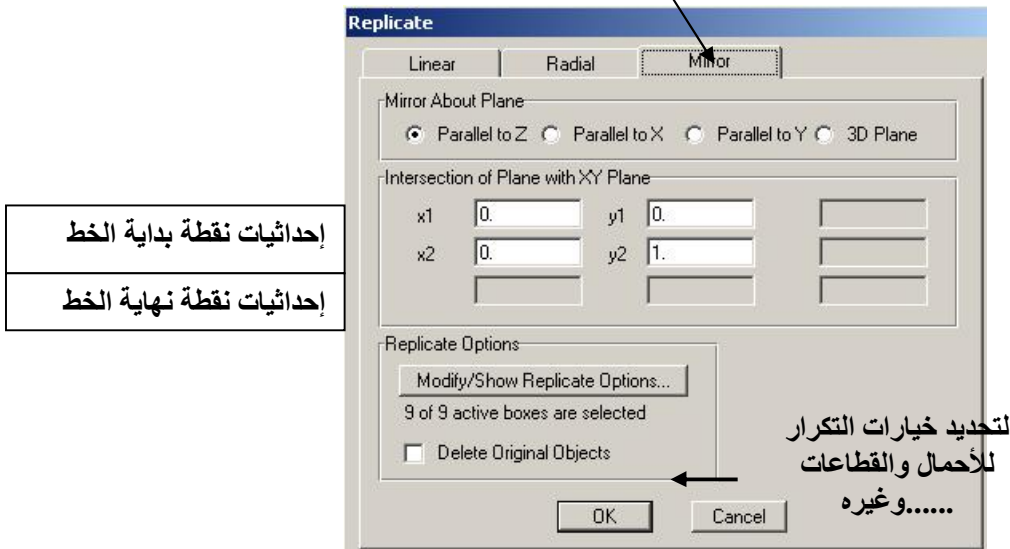 Replicate
Linear Radial Mirror
Mirror About Plane
Parallel to Z Parallel to X Parallel to Y 3D Plane
Intersection of Plane with XY Plane
x1 0. y1 0.
x2 0. y2 1.
إحداثيات نقطة بداية الخط
إحداثيات نقطة نهاية الخط
Replicate Options
Modify/Show Replicate Options...
9 of 9 active boxes are selected
Delete Original Objects
لتحديد خيارات التكرار
للأحمال والقطاعات
......وغيره
OK Cancel